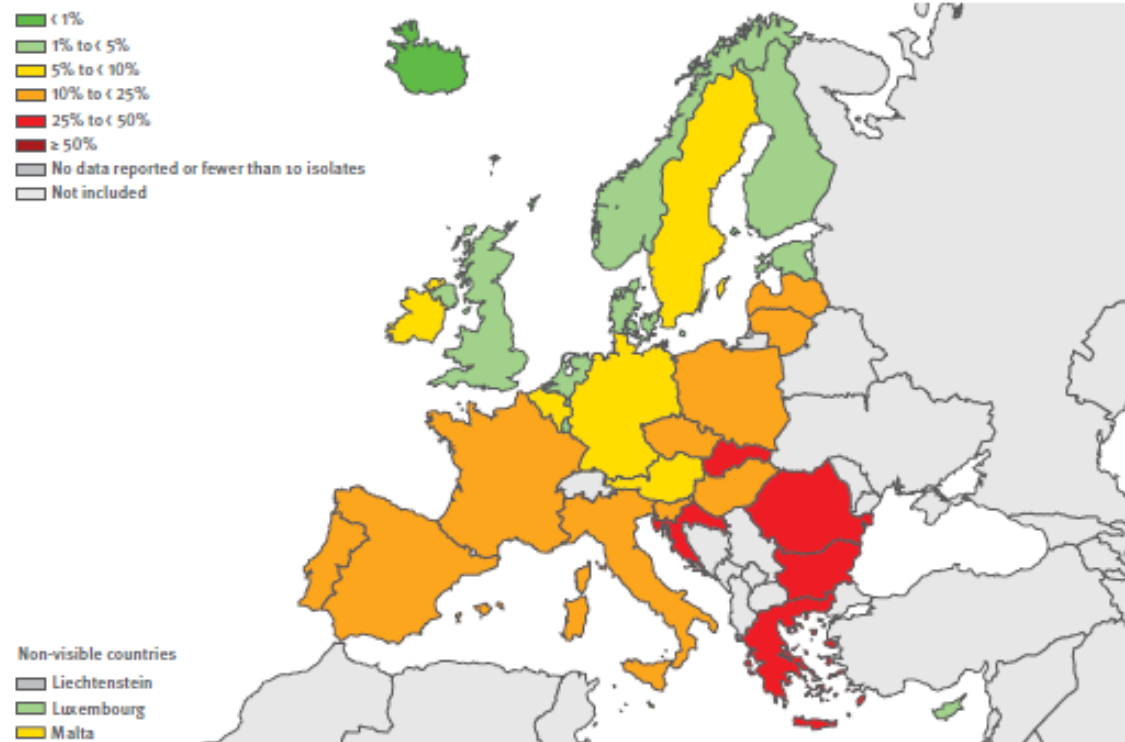 < 1%
1% to < 5%
5% to < 10%
10% to < 25%
25% to < 50%
≥ 50%
No data reported or fewer than 10 isolates
Not included
Non-visible countries
Liechtenstein
Luxembourg
Malta